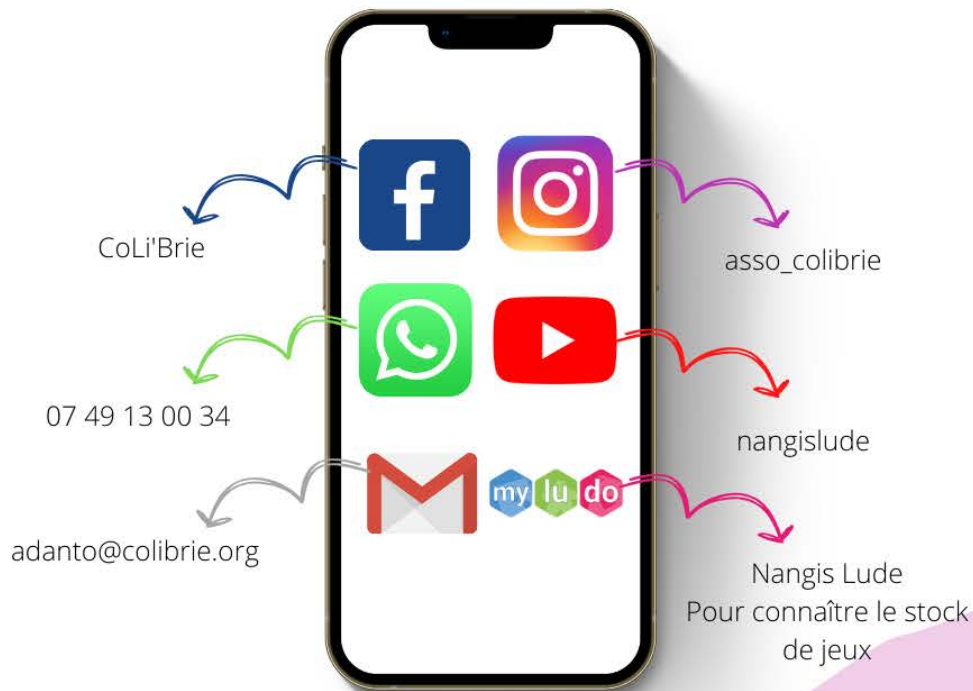 CoLi'Brie
asso_colibrie
07 49 13 00 34
nangislude
adanto@colibrie.org
my lu do
Nangis Lude
Pour connaître le stock
de jeux